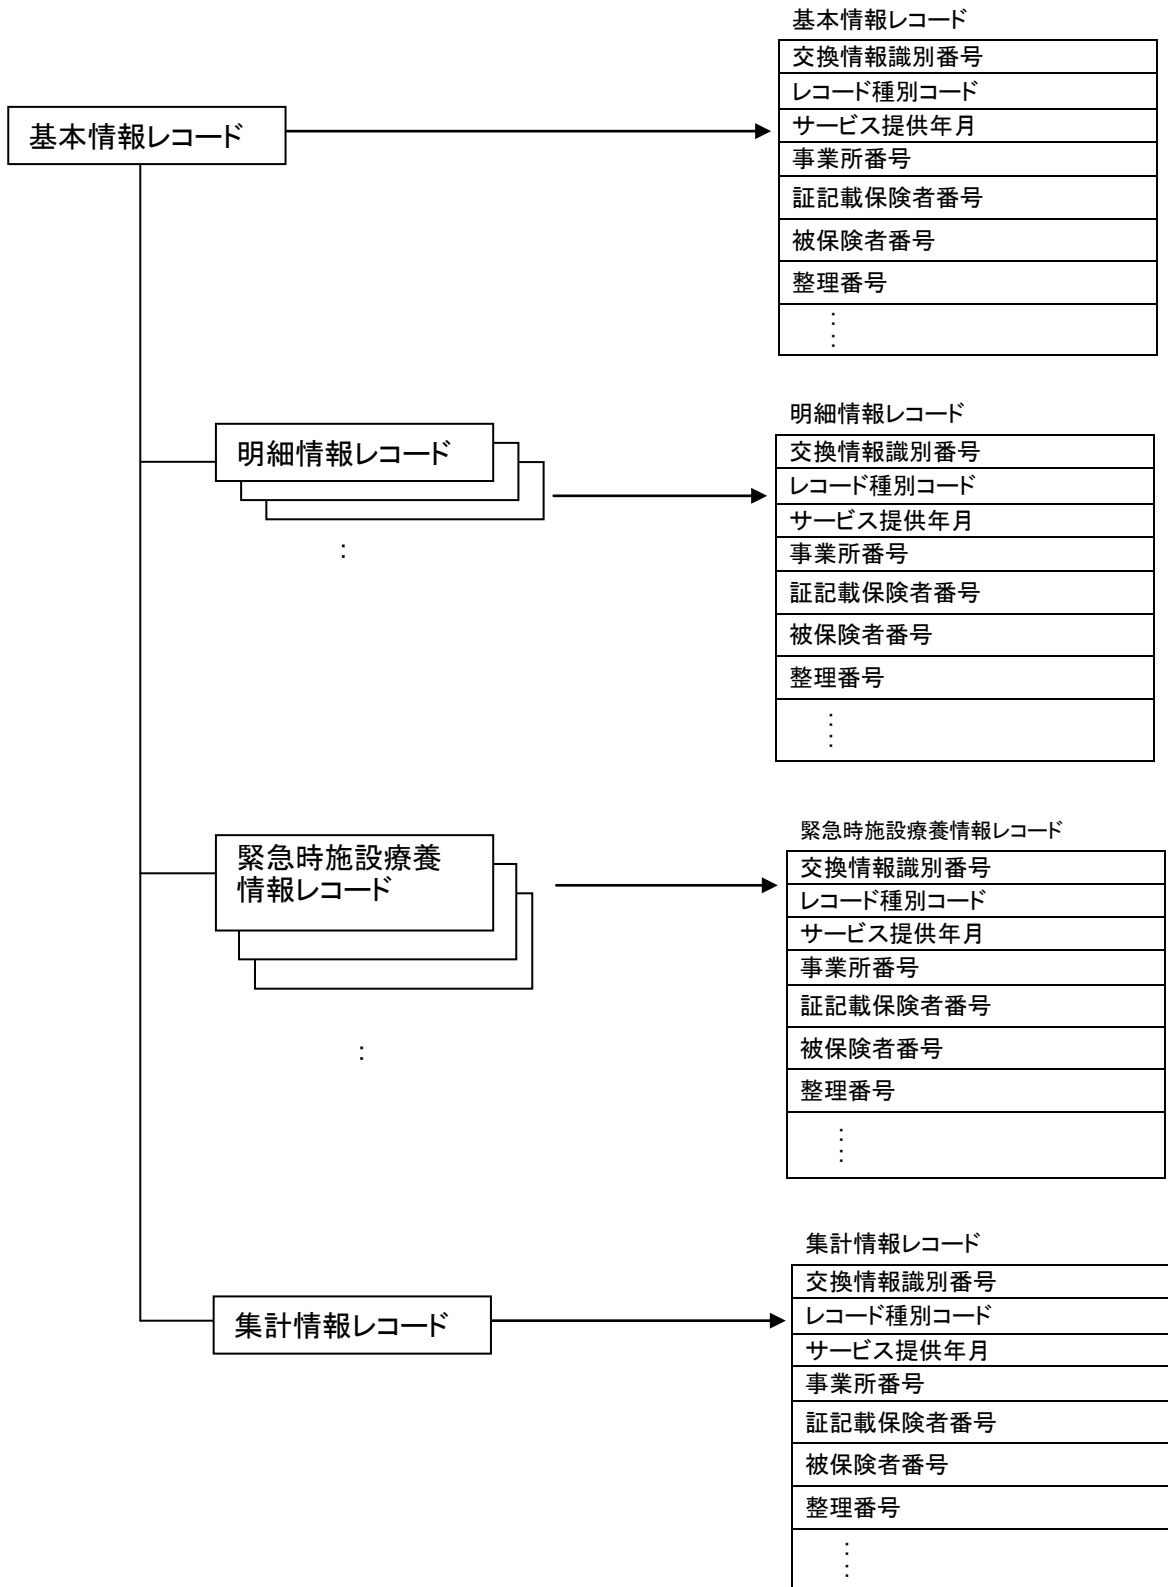 基本情報レコード
基本情報レコード
交換情報識別番号
レコード種別コード
サービス提供年月
事業所番号
証記載保険者番号
被保険者番号
整理番号
：
：
明細情報レコード
：
明細情報レコード
交換情報識別番号
レコード種別コード
サービス提供年月
事業所番号
証記載保険者番号
被保険者番号
整理番号
：
：
緊急時施設療養
情報レコード
：
緊急時施設療養情報レコード
交換情報識別番号
レコード種別コード
サービス提供年月
事業所番号
証記載保険者番号
被保険者番号
整理番号
：
：
集計情報レコード
集計情報レコード
交換情報識別番号
レコード種別コード
サービス提供年月
事業所番号
証記載保険者番号
被保険者番号
整理番号
：
：